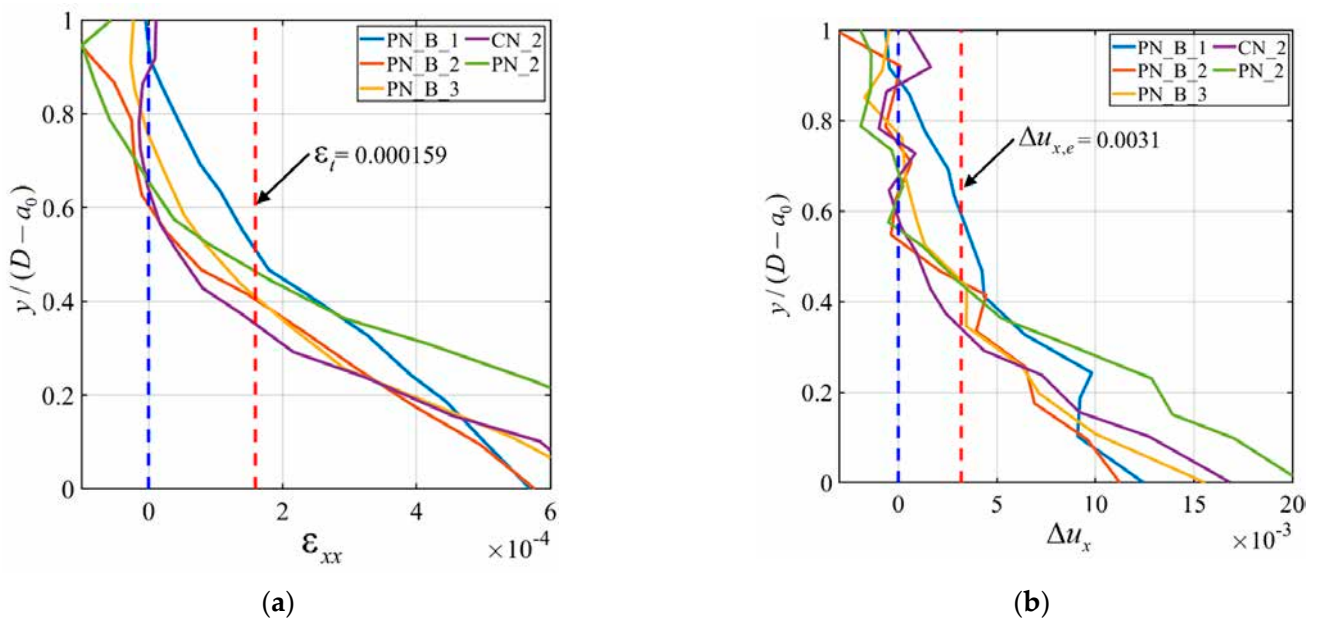 1
0.8
0.6
0.4
0.2
0
y / (D − a₀)
PN_B_1 CN_2
PN_B_2 PN_2
PN_B_3
εₜ = 0.000159
0 2 4 6
×10⁻⁴
εₓₓ
(a)
1
0.8
0.6
0.4
0.2
0
y / (D − a₀)
PN_B_1 CN_2
PN_B_2 PN_2
PN_B_3
Δuₓ,ₑ = 0.0031
0 5 10 15 20
×10⁻³
Δuₓ
(b)